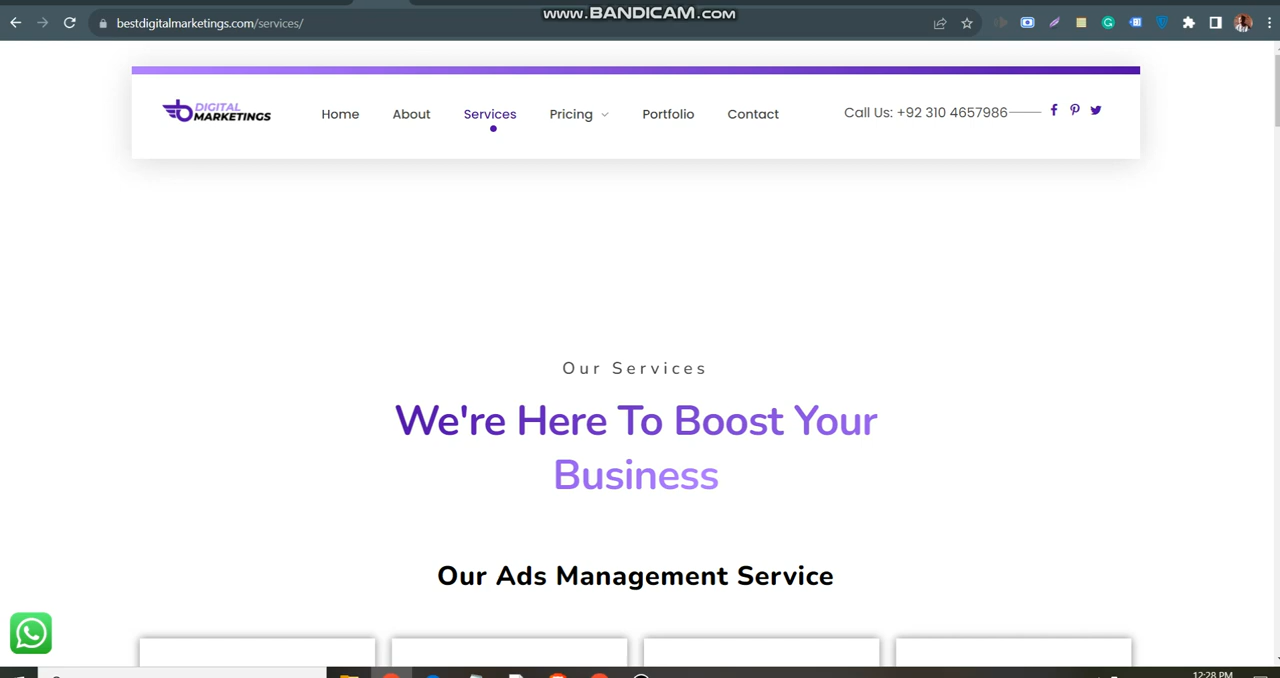 www.BANDICAM.com
bestdigitalmarketings.com/services/
DIGITAL
MARKETINGS
Home About Services Pricing Portfolio Contact Call Us: +92 310 4657986
Our Services
We're Here To Boost Your
Business
Our Ads Management Service
12:28 PM